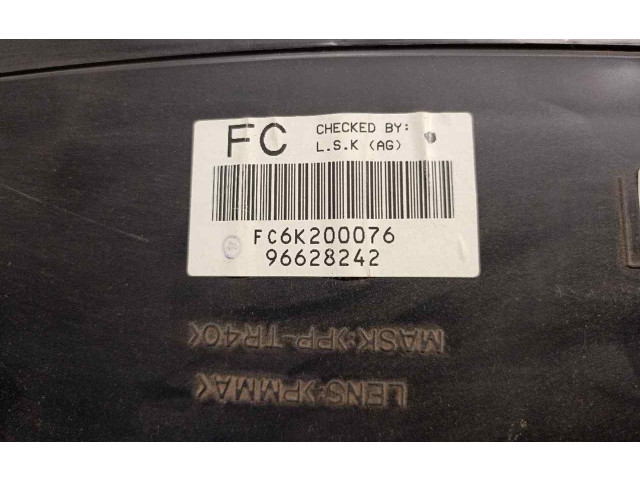 FC CHECKED BY:
L.S.K (AG)
FC6K200076
96628242
MASK:>PP-TR40<
LENS:>PMMA<